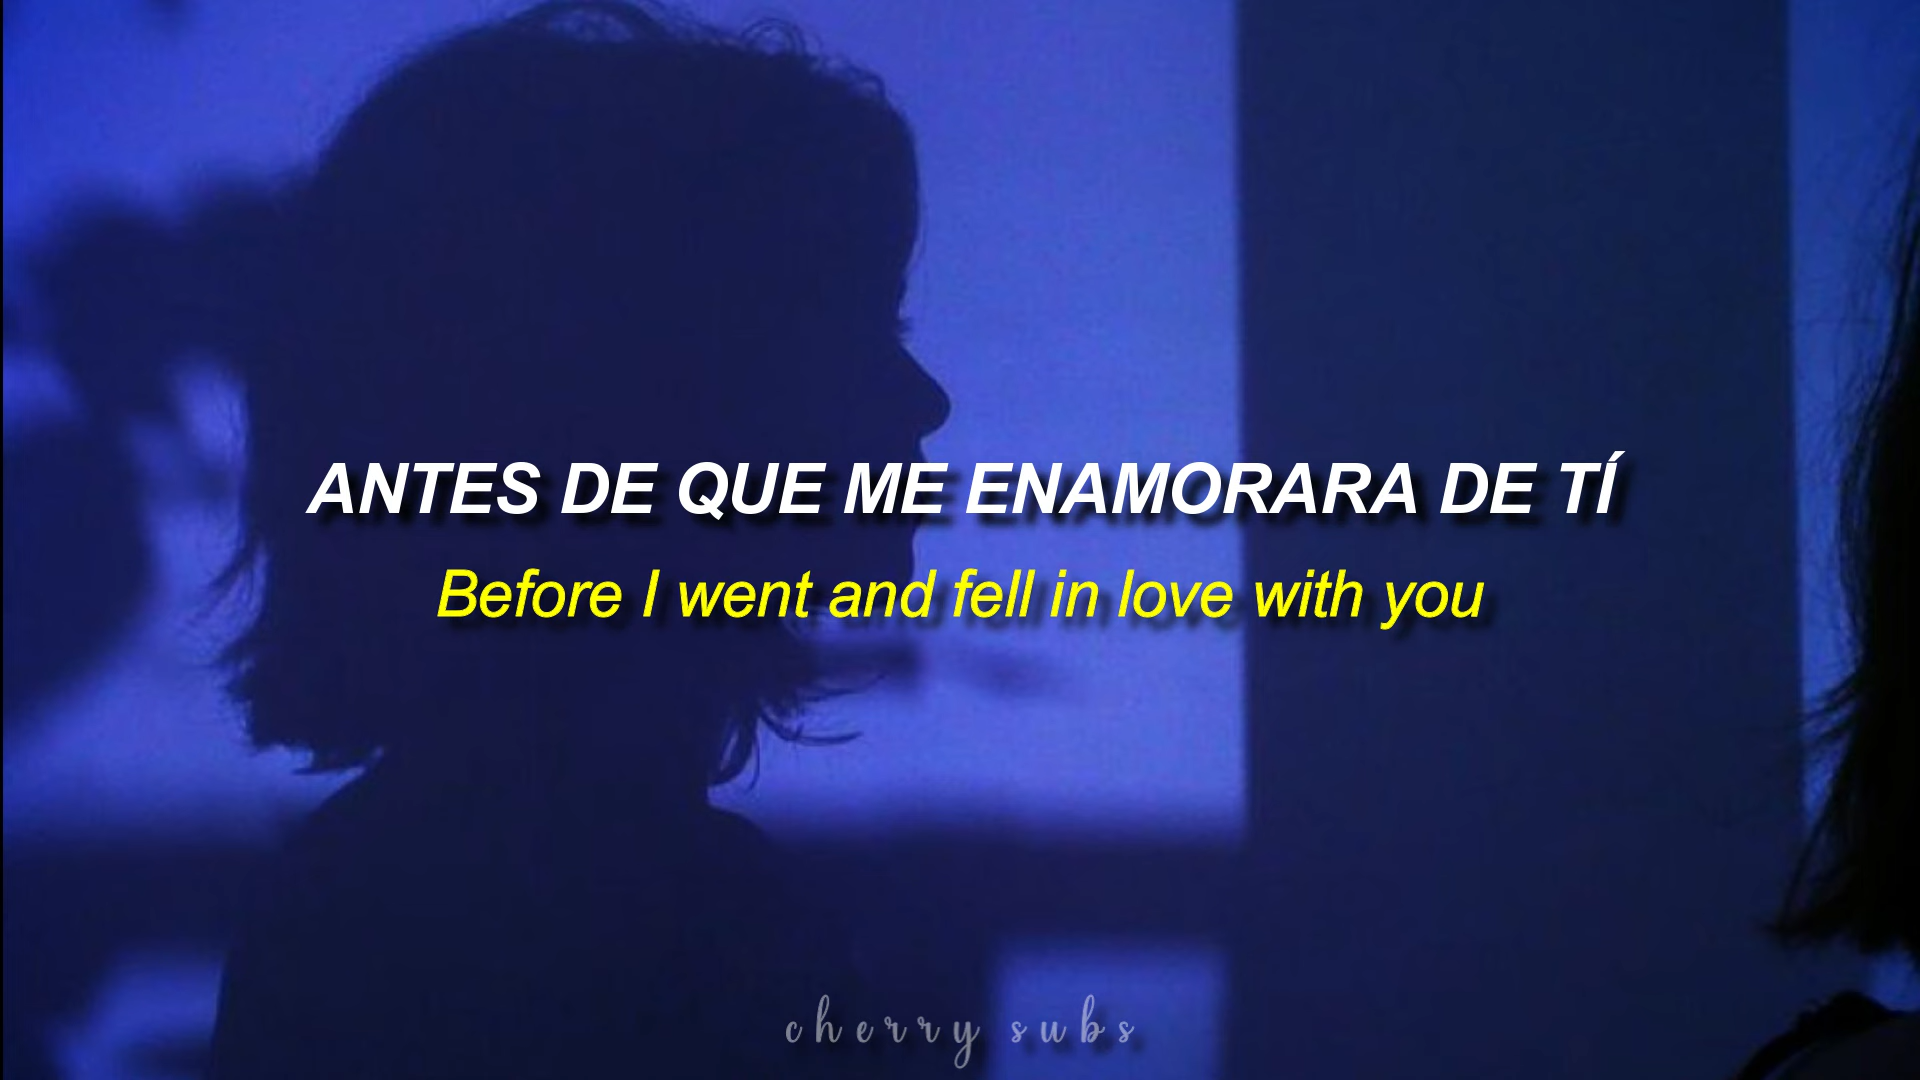 ANTES DE QUE ME ENAMORARA DE TÍ
Before I went and fell in love with you
cherry subs